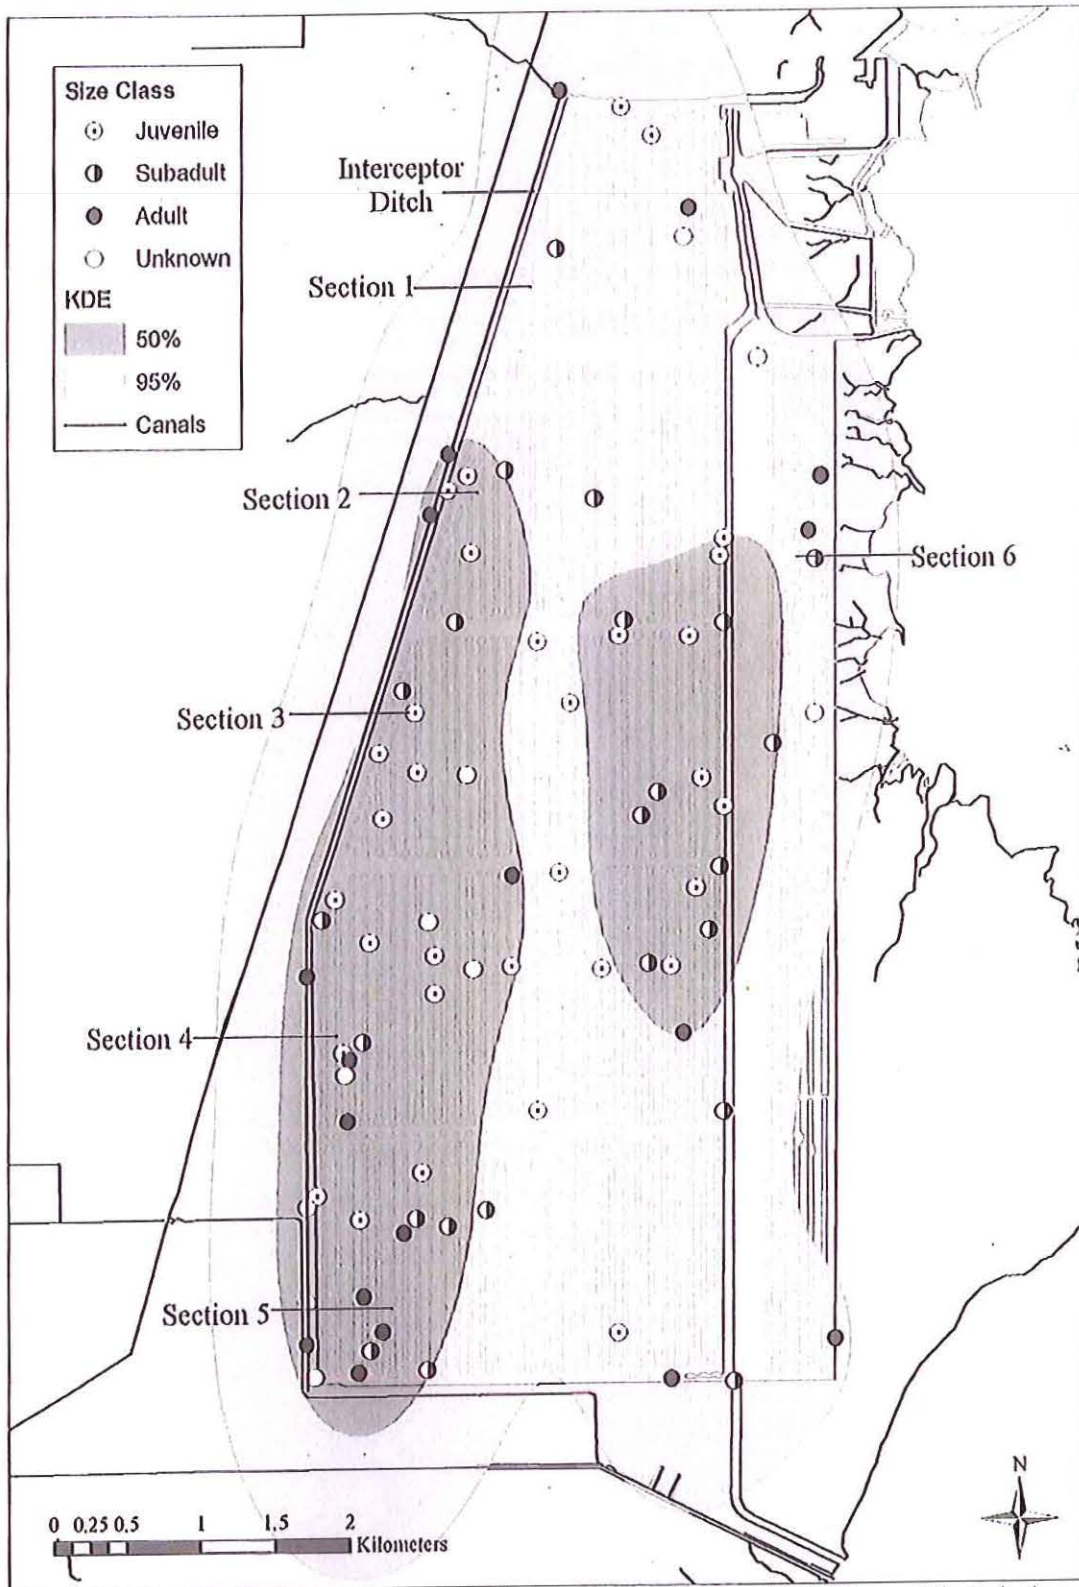 Size Class
Juvenile
Subadult
Adult
Unknown
KDE
50%
95%
Canals
Interceptor
Ditch
Section 1
Section 2
Section 6
Section 3
Section 4
Section 5
N
0 0,25 0,5 1 1,5 2
Kilometers